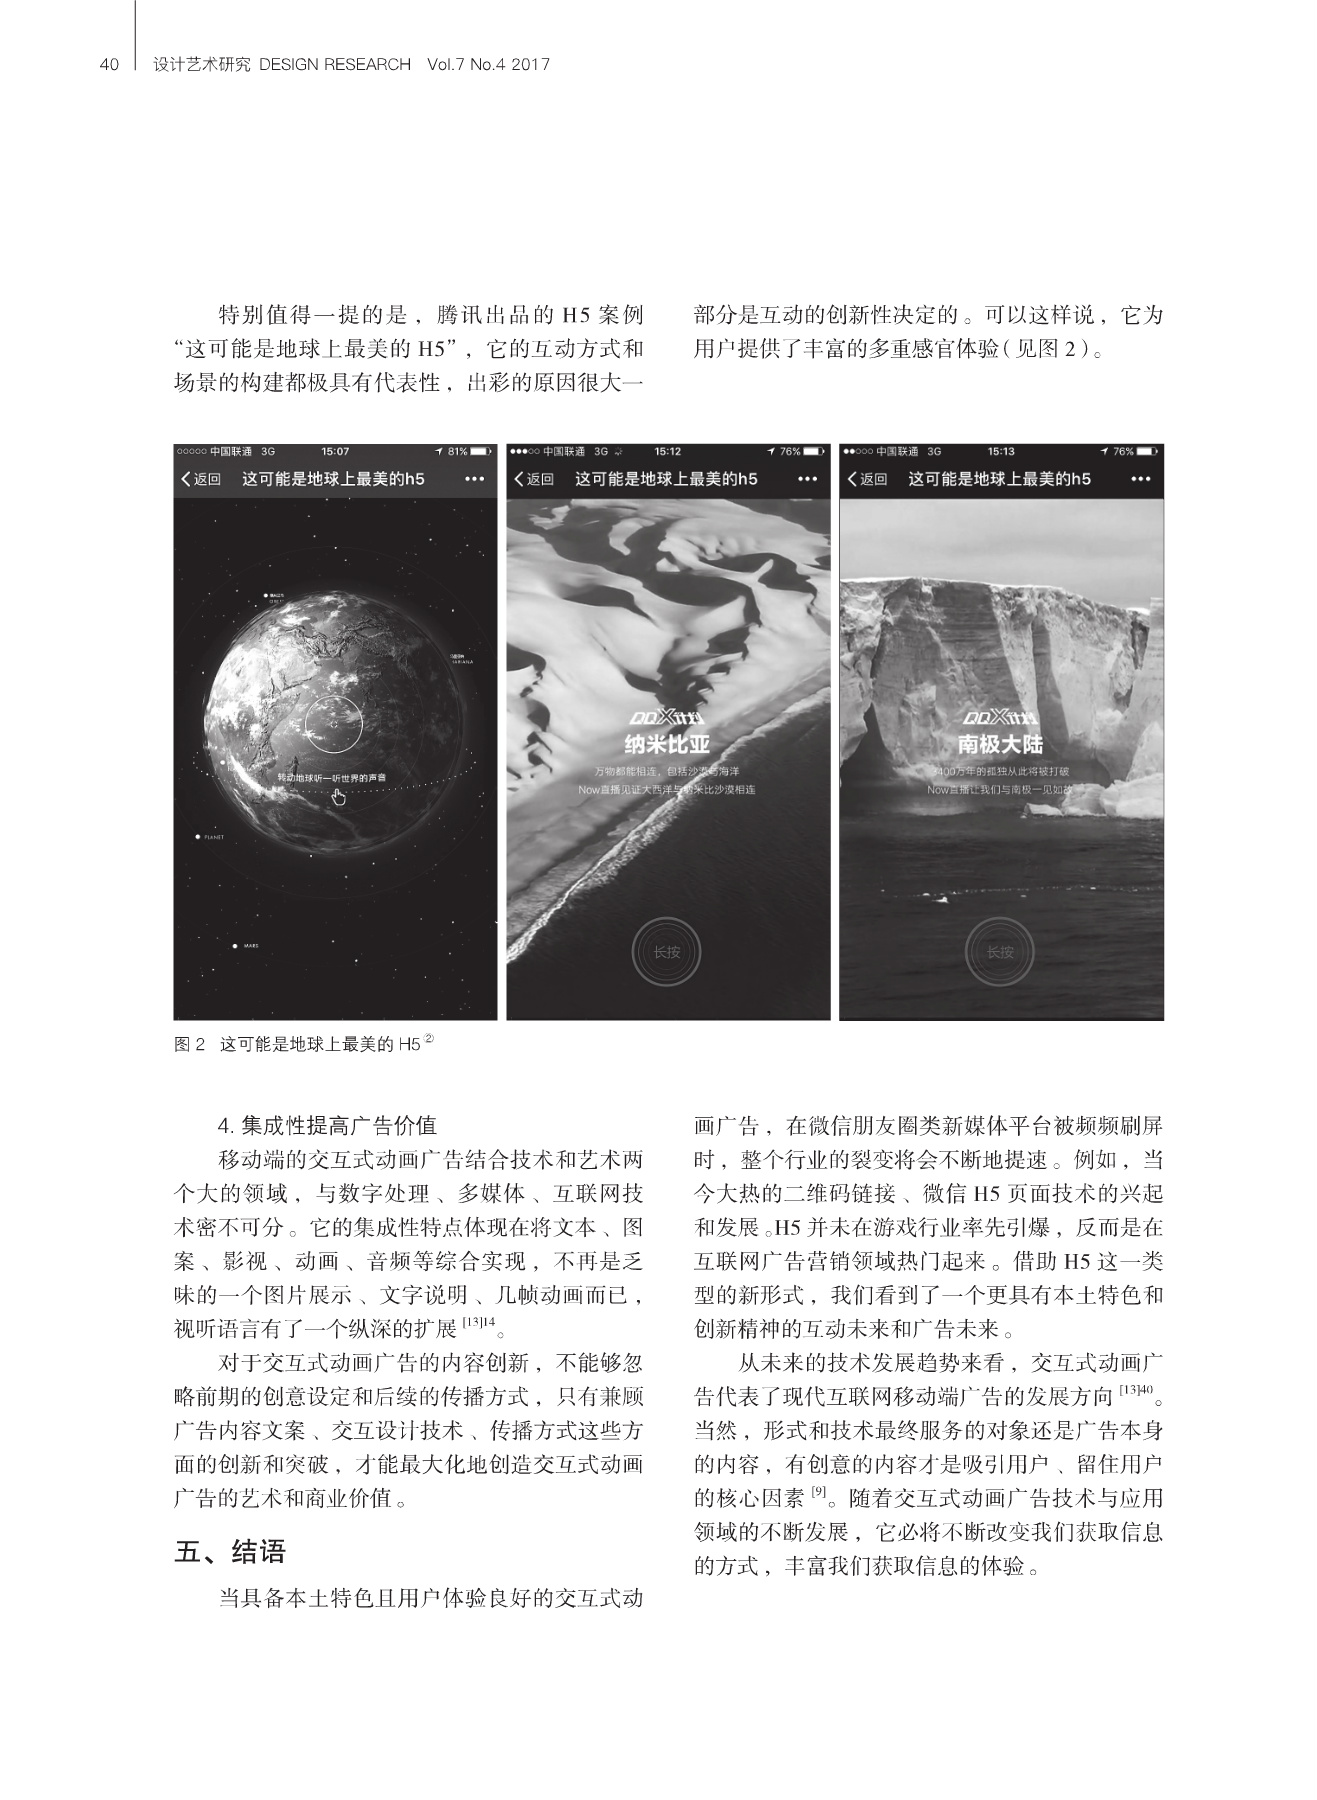 40
设计艺术研究 DESIGN RESEARCH Vol.7 No.4 2017
特别值得一提的是，腾讯出品的 H5 案例
“这可能是地球上最美的 H5”，它的互动方式和
场景的构建都极具有代表性，出彩的原因很大一
部分是互动的创新性决定的。可以这样说，它为
用户提供了丰富的多重感官体验（见图 2）。
中国联通 3G 15:07 81%
返回 这可能是地球上最美的h5
转动地球听一听世界的声音
PLANET
MARS
中国联通 3G 15:12 76%
返回 这可能是地球上最美的h5
QQX计划
纳米比亚
万物都能相连，包括沙漠与海洋
Now直播见证大西洋与纳米比沙漠相连
长按
中国联通 3G 15:13 76%
返回 这可能是地球上最美的h5
QQX计划
南极大陆
3400万年的孤独从此将被打破
Now直播让我们与南极一见如故
长按
图 2 这可能是地球上最美的 H5②
4. 集成性提高广告价值
移动端的交互式动画广告结合技术和艺术两
个大的领域，与数字处理、多媒体、互联网技
术密不可分。它的集成性特点体现在将文本、图
案、影视、动画、音频等综合实现，不再是乏
味的一个图片展示、文字说明、几帧动画而已，
视听语言有了一个纵深的扩展[13]14。
对于交互式动画广告的内容创新，不能够忽
略前期的创意设定和后续的传播方式，只有兼顾
广告内容文案、交互设计技术、传播方式这些方
面的创新和突破，才能最大化地创造交互式动画
广告的艺术和商业价值。
五、结语
当具备本土特色且用户体验良好的交互式动
画广告，在微信朋友圈类新媒体平台被频频刷屏
时，整个行业的裂变将会不断地提速。例如，当
今大热的二维码链接、微信 H5 页面技术的兴起
和发展。H5 并未在游戏行业率先引爆，反而是在
互联网广告营销领域热门起来。借助 H5 这一类
型的新形式，我们看到了一个更具有本土特色和
创新精神的互动未来和广告未来。
从未来的技术发展趋势来看，交互式动画广
告代表了现代互联网移动端广告的发展方向[13]40。
当然，形式和技术最终服务的对象还是广告本身
的内容，有创意的内容才是吸引用户、留住用户
的核心因素[9]。随着交互式动画广告技术与应用
领域的不断发展，它必将不断改变我们获取信息
的方式，丰富我们获取信息的体验。